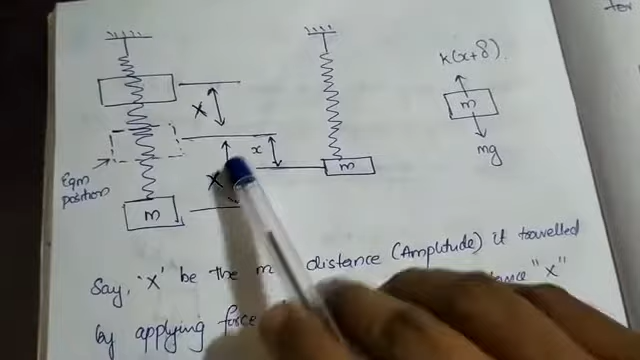 X
X
x
Eqm
position
m
m
k(x+δ).
m
mg
Say, 'X' be the m distance (Amplitude) it travelled
by applying force "x"